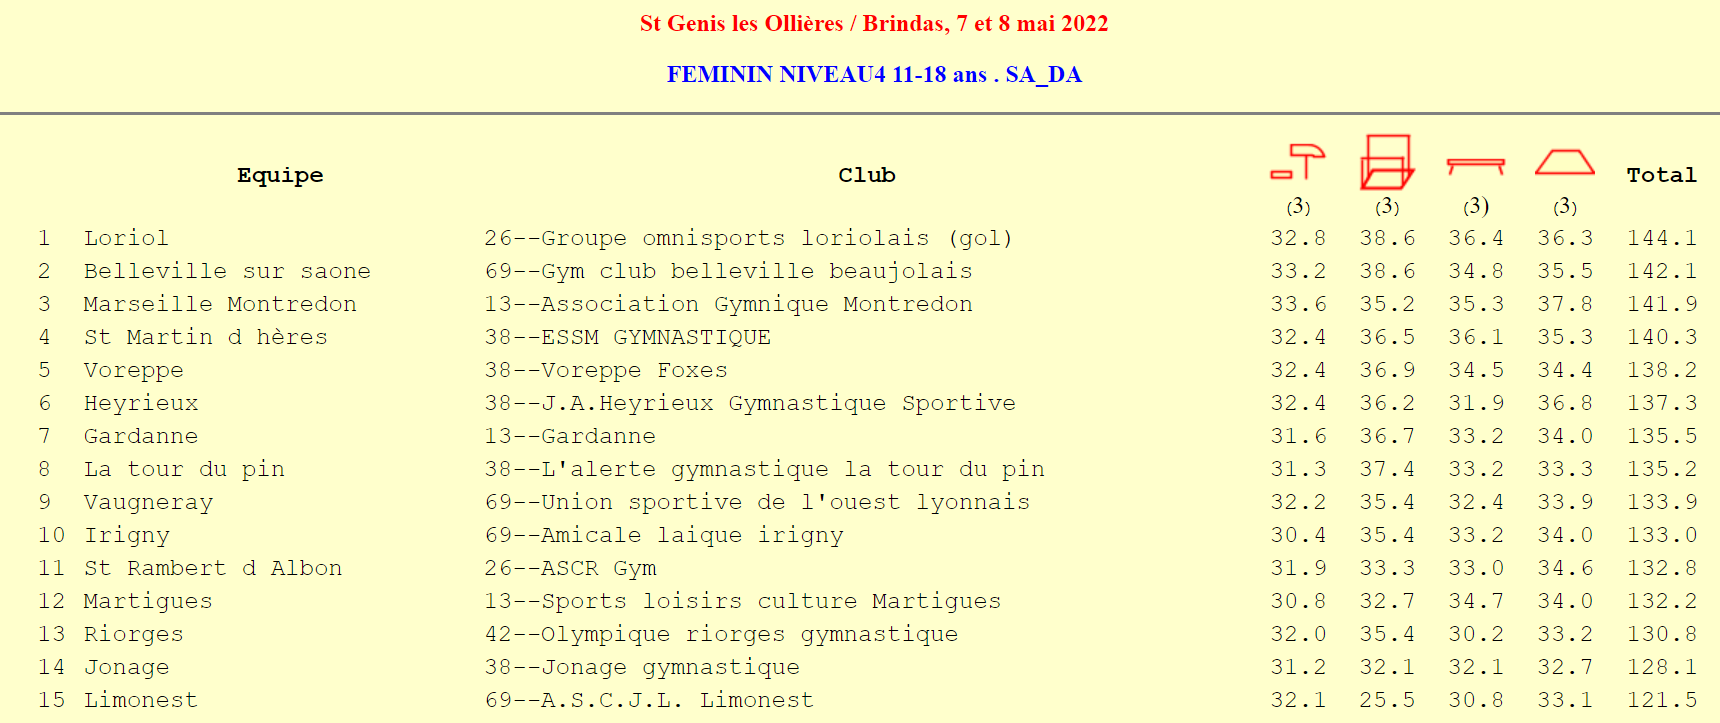 St Genis les Ollières / Brindas, 7 et 8 mai 2022
FEMININ NIVEAU4 11-18 ans . SA_DA
Equipe Club Total
(3) (3) (3) (3)
1 Loriol 26--Groupe omnisports loriolais (gol) 32.8 38.6 36.4 36.3 144.1
2 Belleville sur saone 69--Gym club belleville beaujolais 33.2 38.6 34.8 35.5 142.1
3 Marseille Montredon 13--Association Gymnique Montredon 33.6 35.2 35.3 37.8 141.9
4 St Martin d hères 38--ESSM GYMNASTIQUE 32.4 36.5 36.1 35.3 140.3
5 Voreppe 38--Voreppe Foxes 32.4 36.9 34.5 34.4 138.2
6 Heyrieux 38--J.A.Heyrieux Gymnastique Sportive 32.4 36.2 31.9 36.8 137.3
7 Gardanne 13--Gardanne 31.6 36.7 33.2 34.0 135.5
8 La tour du pin 38--L'alerte gymnastique la tour du pin 31.3 37.4 33.2 33.3 135.2
9 Vaugneray 69--Union sportive de l'ouest lyonnais 32.2 35.4 32.4 33.9 133.9
10 Irigny 69--Amicale laique irigny 30.4 35.4 33.2 34.0 133.0
11 St Rambert d Albon 26--ASCR Gym 31.9 33.3 33.0 34.6 132.8
12 Martigues 13--Sports loisirs culture Martigues 30.8 32.7 34.7 34.0 132.2
13 Riorges 42--Olympique riorges gymnastique 32.0 35.4 30.2 33.2 130.8
14 Jonage 38--Jonage gymnastique 31.2 32.1 32.1 32.7 128.1
15 Limonest 69--A.S.C.J.L. Limonest 32.1 25.5 30.8 33.1 121.5